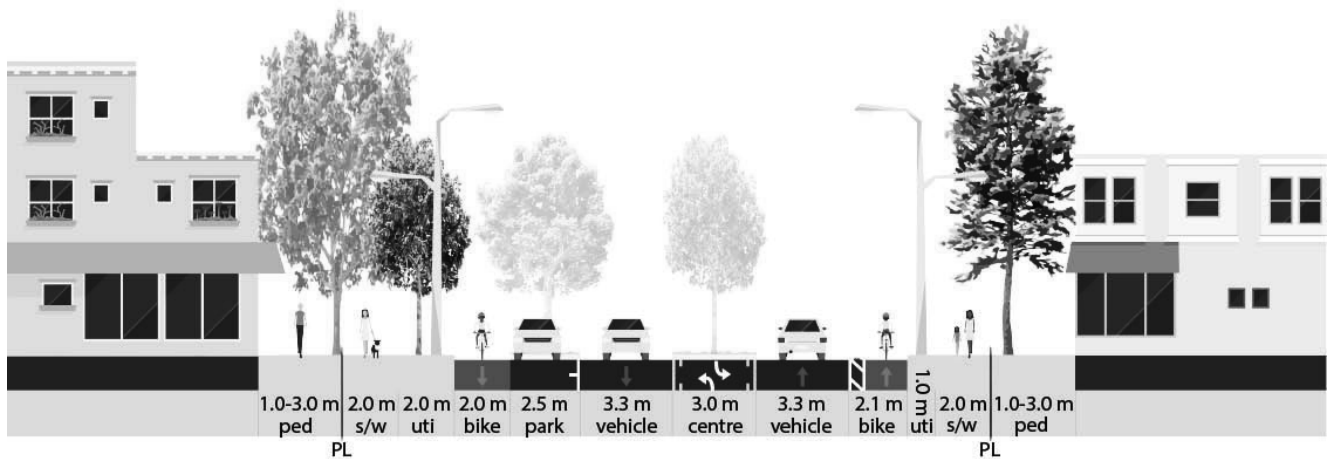 1.0-3.0 m 2.0 m 2.0 m 2.0 m 2.5 m 3.3 m 3.0 m 3.3 m 2.1 m 1.0 m 2.0 m 1.0-3.0 m
ped s/w uti bike park vehicle centre vehicle bike uti s/w ped
PL PL